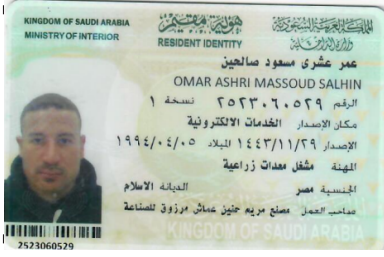 KINGDOM OF SAUDI ARABIA
MINISTRY OF INTERIOR
هوية مقيم
RESIDENT IDENTITY
المملكة العربية السعودية
وزارة الداخلية
عمر عشرى مسعود صالحين
OMAR ASHRI MASSOUD SALHIN
الرقم ٢٥٢٣٠٦٠٥٢٩ نسخة ١
مكان الإصدار الخدمات الالكترونية
الإصدار ١٤٤٣/١١/٢٩ الميلاد ١٩٩٤/٠٤/٠٥
المهنة مشغل معدات زراعية
الجنسية مصر الديانة الاسلام
صاحب العمل مصنع مريع حنين عماش مرزوق للصناعة
KINGDOM OF SAUDI ARABIA
2523060529